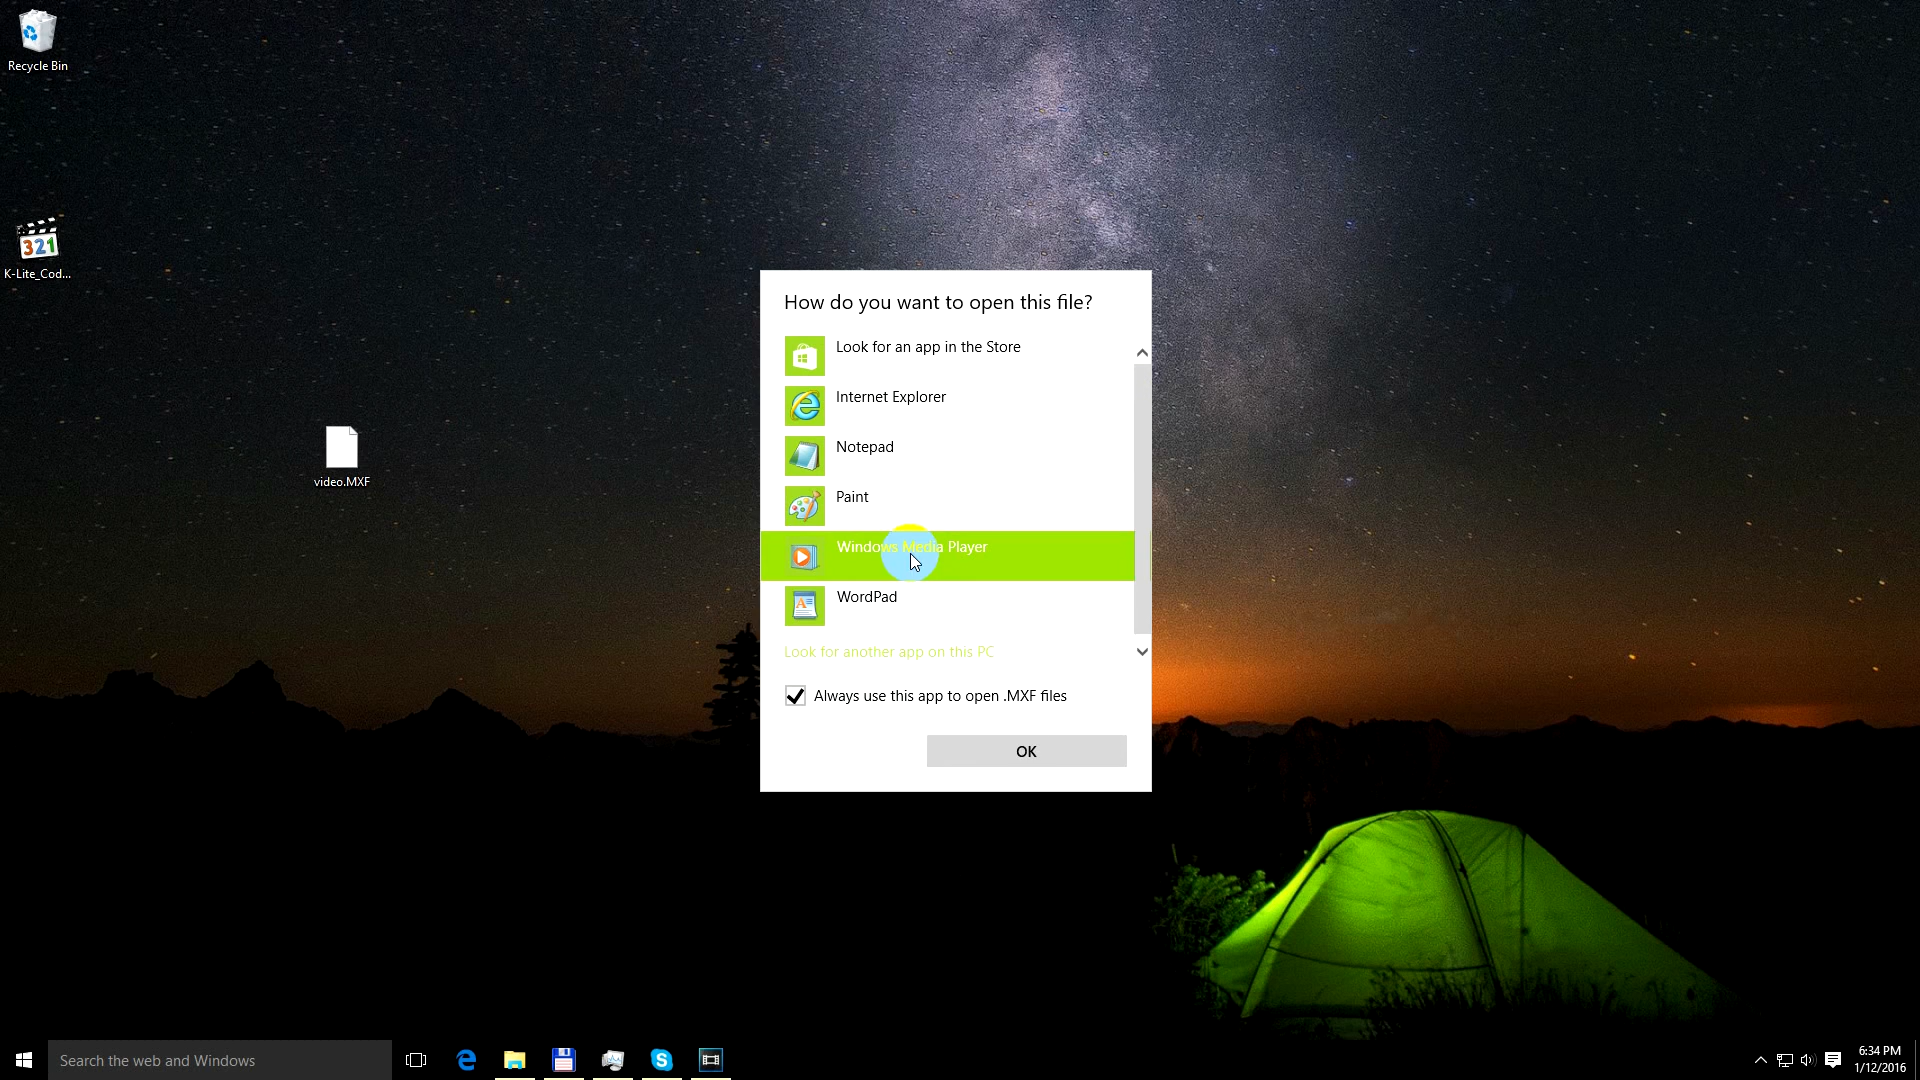 Recycle Bin
321
K-Lite_Cod...
video.MXF
How do you want to open this file?
Look for an app in the Store
Internet Explorer
Notepad
Paint
Windows Media Player
WordPad
Look for another app on this PC
Always use this app to open .MXF files
OK
Search the web and Windows
6:34 PM
1/12/2016